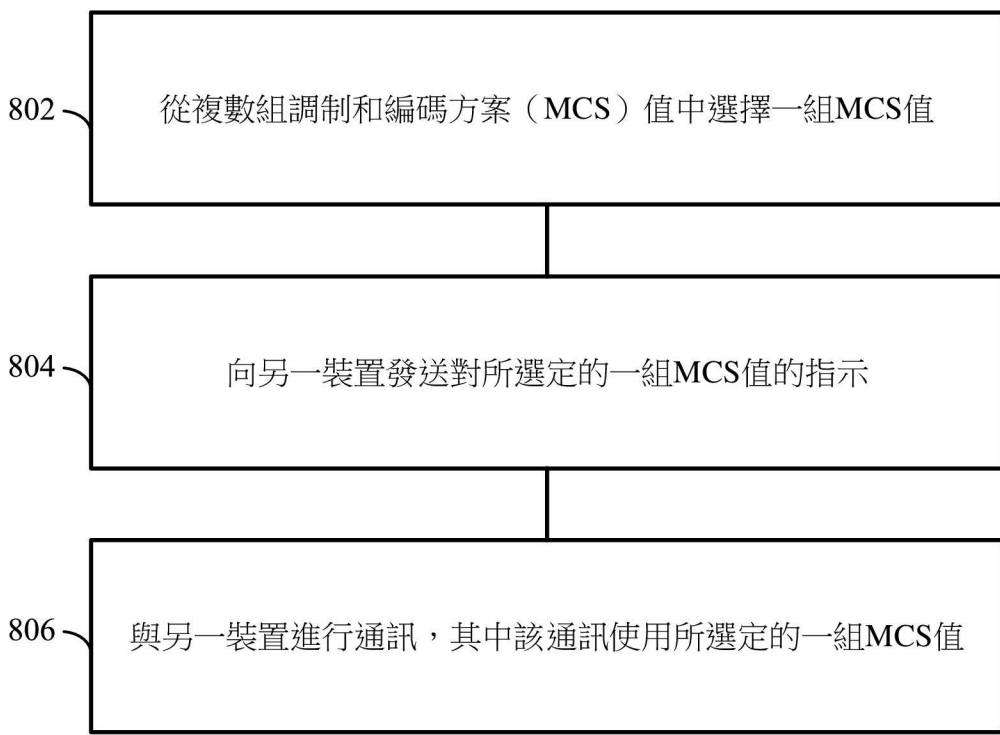 802
從複數組調制和編碼方案（MCS）值中選擇一組MCS值
804
向另一裝置發送對所選定的一組MCS值的指示
806
與另一裝置進行通訊，其中該通訊使用所選定的一組MCS值